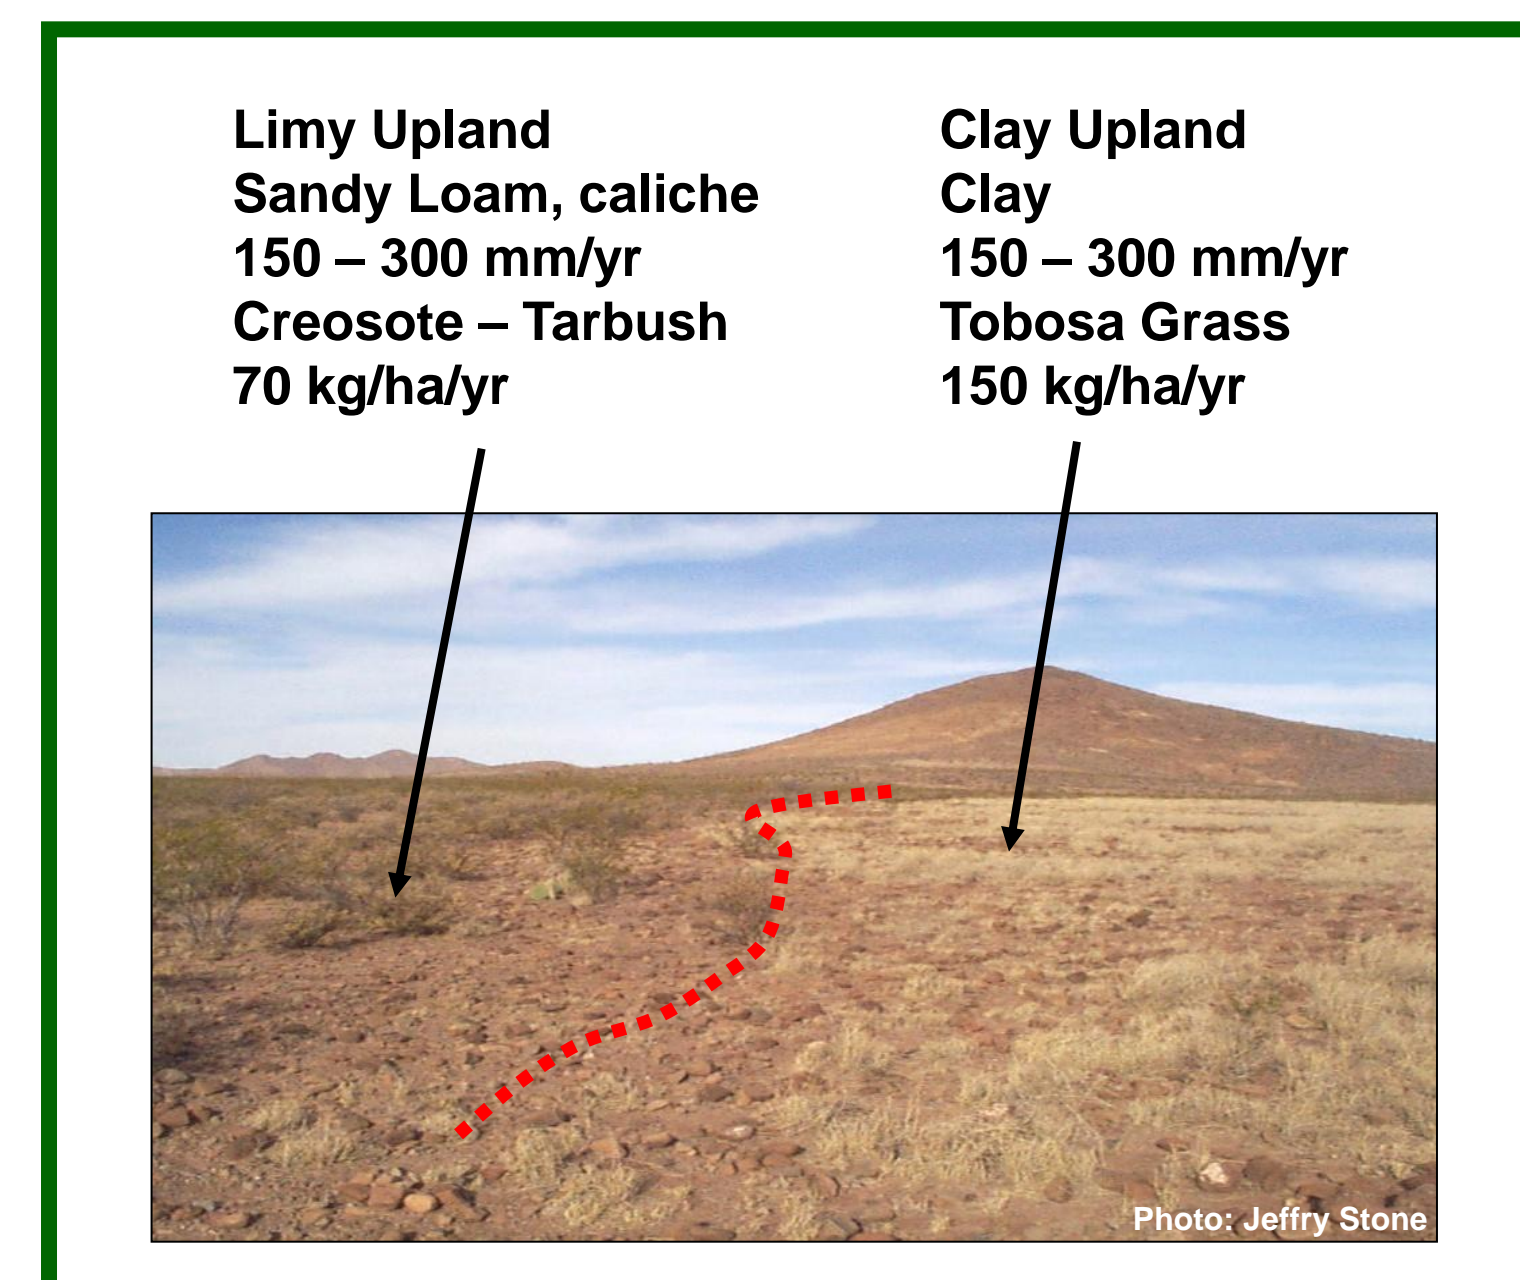 Limy Upland
Sandy Loam, caliche
150 – 300 mm/yr
Creosote – Tarbush
70 kg/ha/yr
Clay Upland
Clay
150 – 300 mm/yr
Tobosa Grass
150 kg/ha/yr
Photo: Jeffry Stone